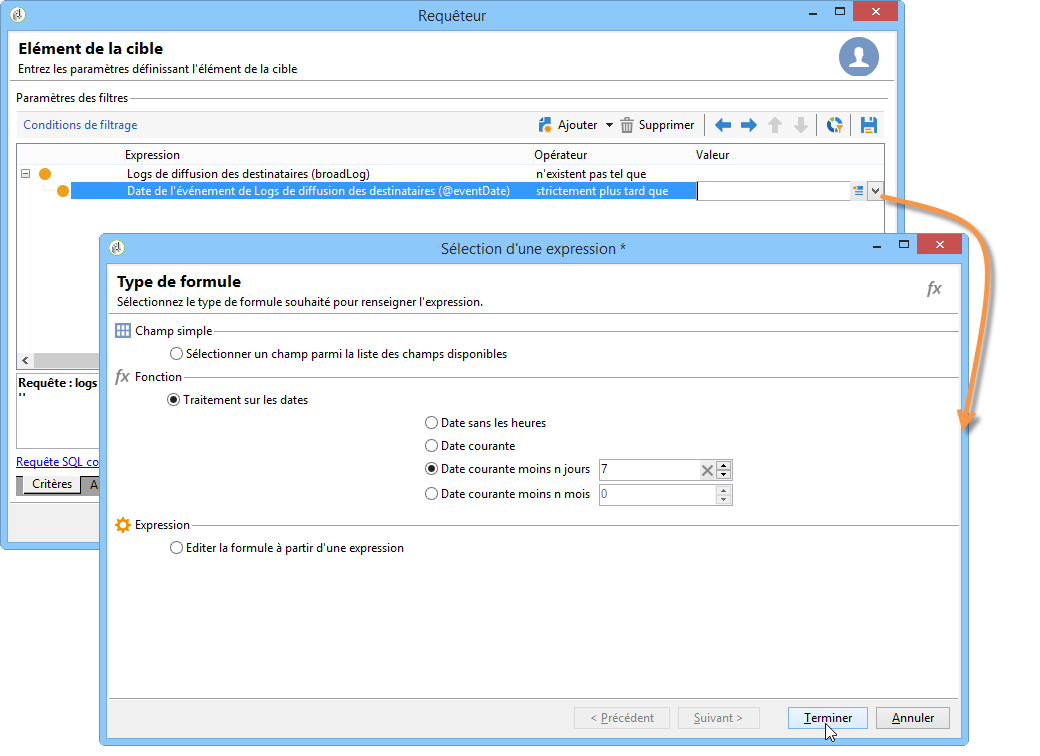 Requêteur
Elément de la cible
Entrez les paramètres définissant l'élément de la cible
Paramètres des filtres
Conditions de filtrage Ajouter Supprimer
Expression Opérateur Valeur
Logs de diffusion des destinataires (broadLog) n'existent pas tel que
Date de l'événement de Logs de diffusion des destinataires (@eventDate) strictement plus tard que
Sélection d'une expression *
Type de formule
Sélectionnez le type de formule souhaité pour renseigner l'expression.
fx
Champ simple
Sélectionner un champ parmi la liste des champs disponibles
Requête : logs
''
fx Fonction
Traitement sur les dates
Date sans les heures
Date courante
Requête SQL co
Date courante moins n jours 7
Critères A
Date courante moins n mois 0
Expression
Editer la formule à partir d'une expression
< Précédent Suivant > Terminer Annuler